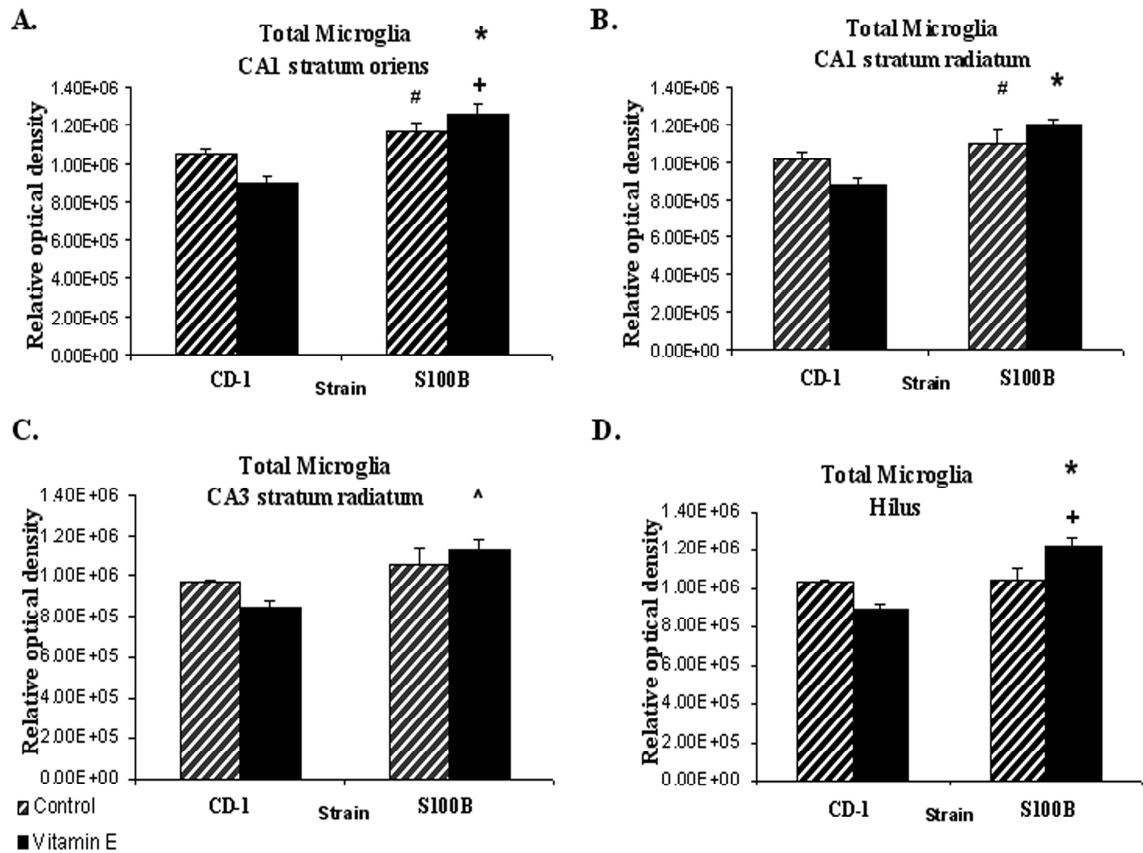 A.
Total Microglia
CA1 stratum oriens
*
+
#
Relative optical density
1.40E+06
1.20E+06
1.00E+06
8.00E+05
6.00E+05
4.00E+05
2.00E+05
0.00E+00
CD-1
Strain
S100B
B.
Total Microglia
CA1 stratum radiatum
#
*
Relative optical density
1.40E+06
1.20E+06
1.00E+06
8.00E+05
6.00E+05
4.00E+05
2.00E+05
0.00E+00
CD-1
Strain
S100B
C.
Total Microglia
CA3 stratum radiatum
^
Relative optical density
1.40E+06
1.20E+06
1.00E+06
8.00E+05
6.00E+05
4.00E+05
2.00E+05
0.00E+00
CD-1
Strain
S100B
Control
Vitamin E
D.
Total Microglia
Hilus
*
+
Relative optical density
1.40E+06
1.20E+06
1.00E+06
8.00E+05
6.00E+05
4.00E+05
2.00E+05
0.00E+00
CD-1
Strain
S100B